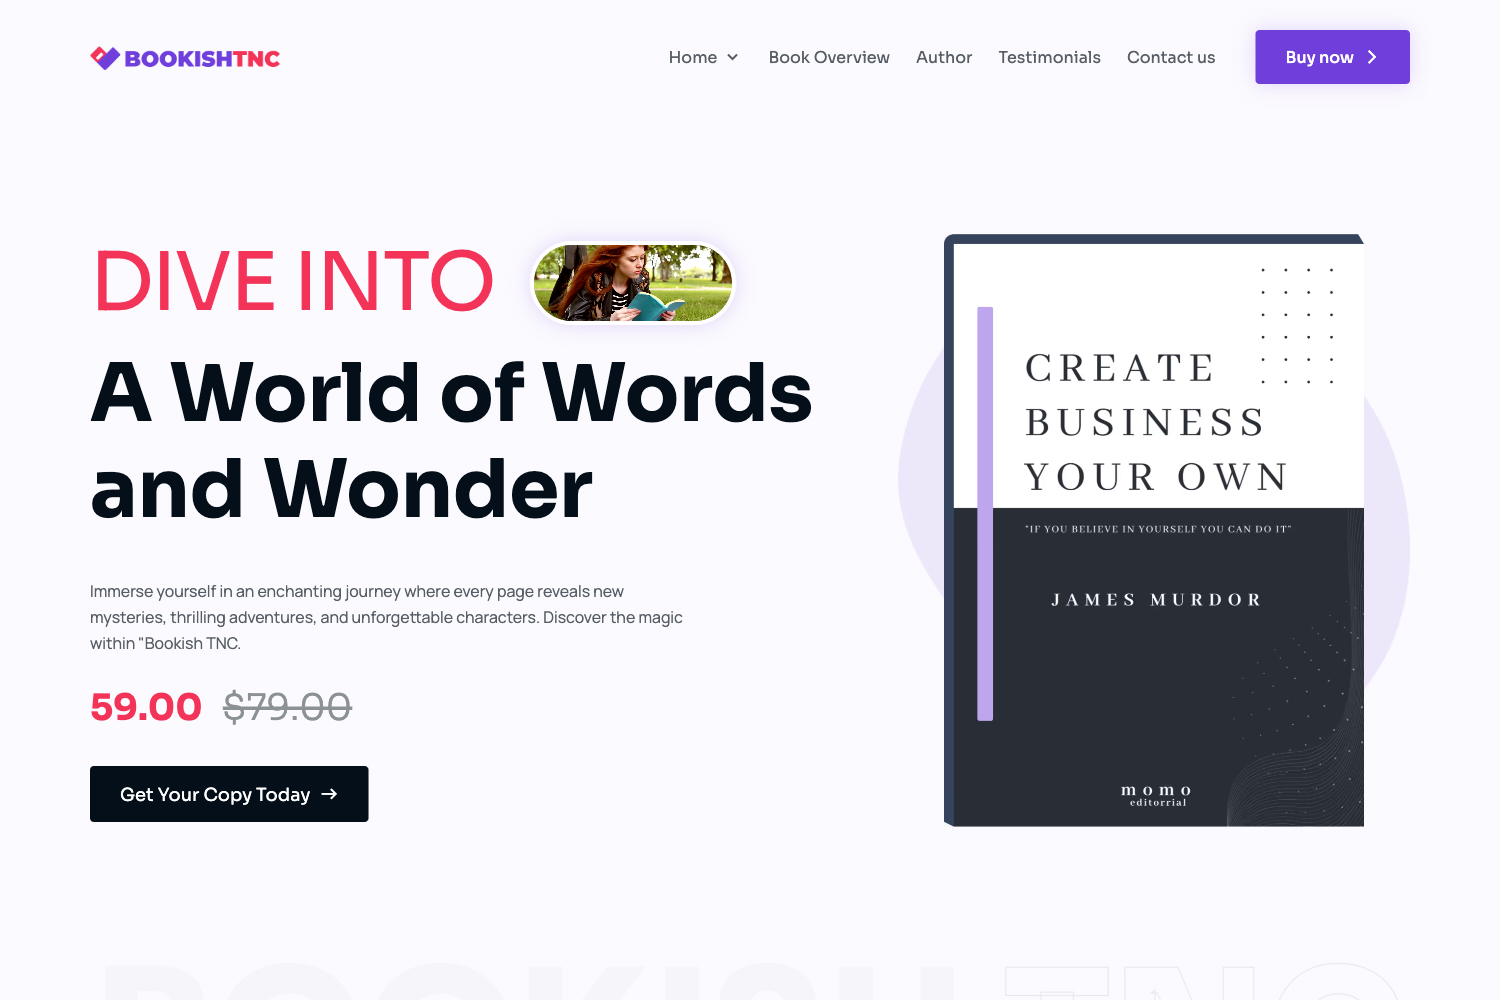 BOOKISHTNC
Home
Book Overview
Author
Testimonials
Contact us
Buy now
DIVE INTO
A World of Words
and Wonder
Immerse yourself in an enchanting journey where every page reveals new
mysteries, thrilling adventures, and unforgettable characters. Discover the magic
within "Bookish TNC.
59.00 $79.00
Get Your Copy Today
CREATE
BUSINESS
YOUR OWN
"IF YOU BELIEVE IN YOURSELF YOU CAN DO IT"
JAMES MURDOR
momo
editorrial
BOOKISH TNC